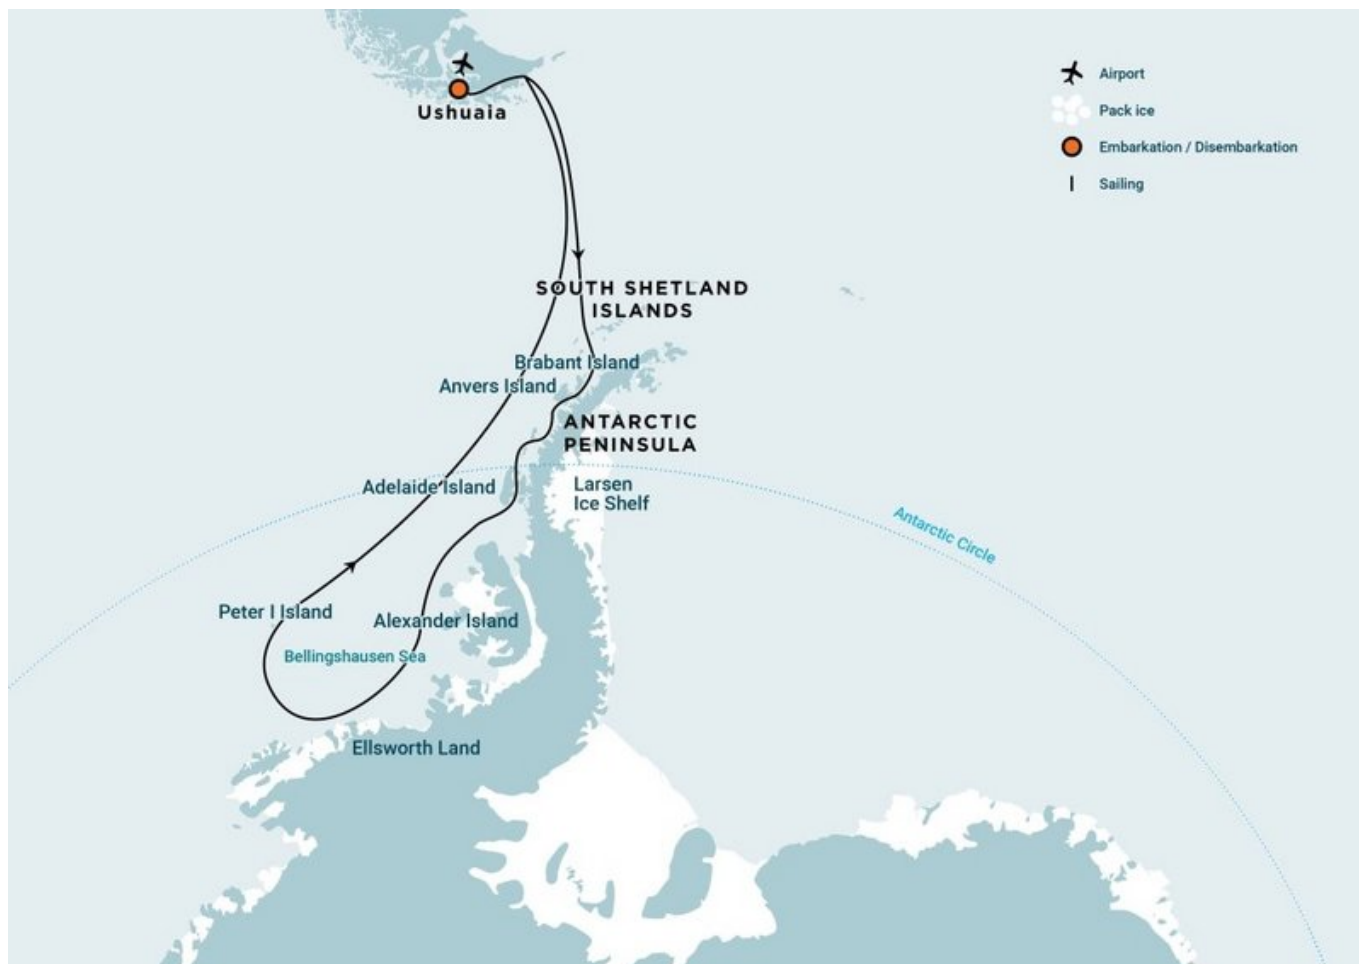 Ushuaia
Airport
Pack ice
Embarkation / Disembarkation
Sailing
SOUTH SHETLAND
ISLANDS
Brabant Island
Anvers Island
ANTARCTIC
PENINSULA
Adelaide Island
Larsen
Ice Shelf
Antarctic Circle
Peter I Island
Alexander Island
Bellingshausen Sea
Ellsworth Land